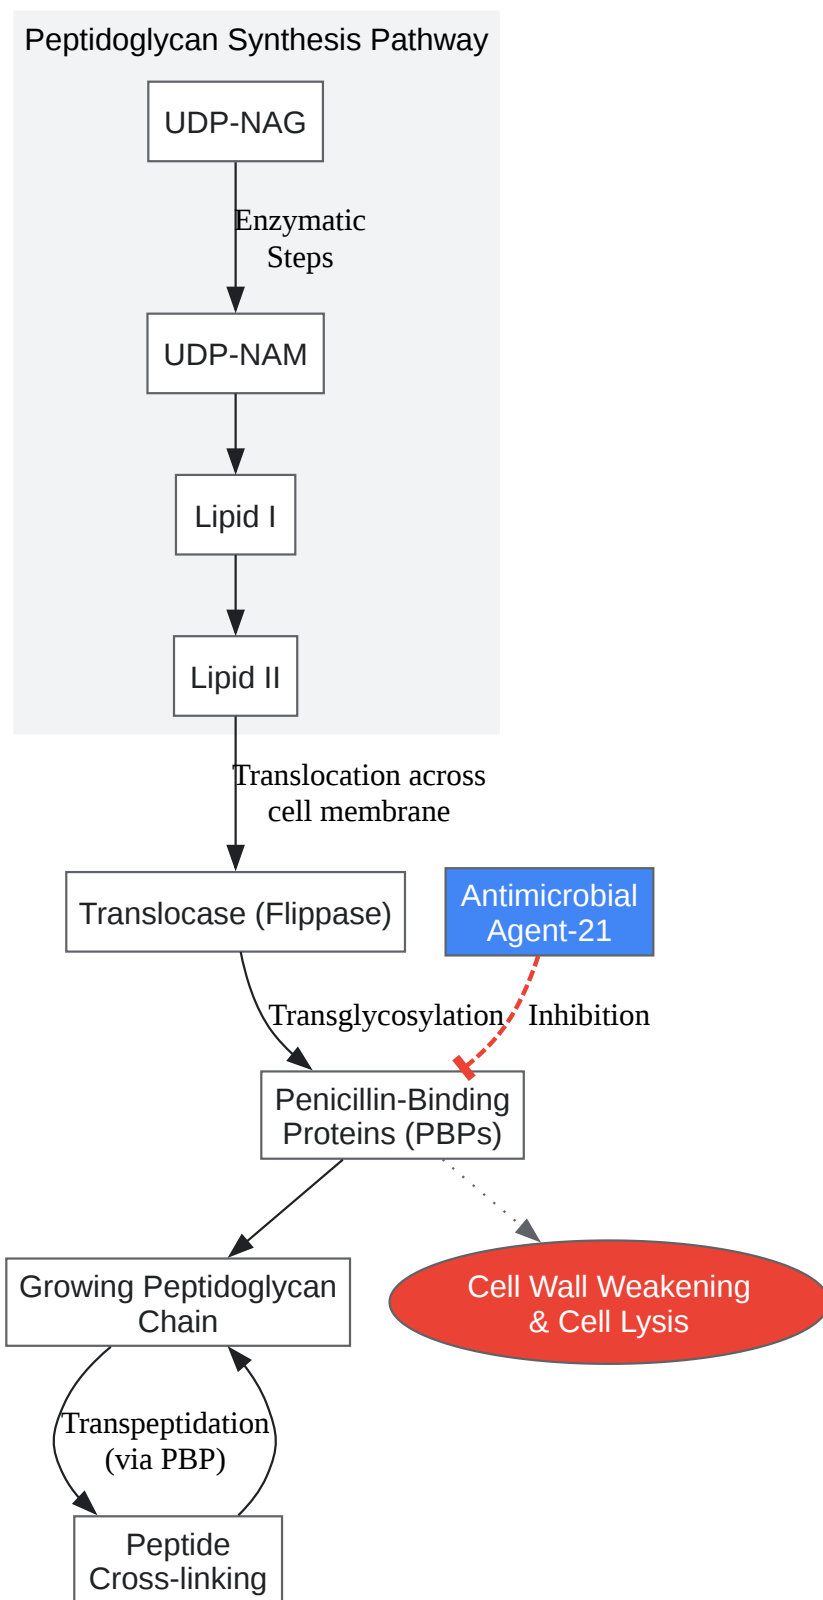 Peptidoglycan Synthesis Pathway
UDP-NAG
Enzymatic
Steps
UDP-NAM
Lipid I
Lipid II
Translocation across
cell membrane
Translocase (Flippase)
Antimicrobial
Agent-21
Transglycosylation
Inhibition
Penicillin-Binding
Proteins (PBPs)
Growing Peptidoglycan
Chain
Cell Wall Weakening
& Cell Lysis
Transpeptidation
(via PBP)
Peptide
Cross-linking